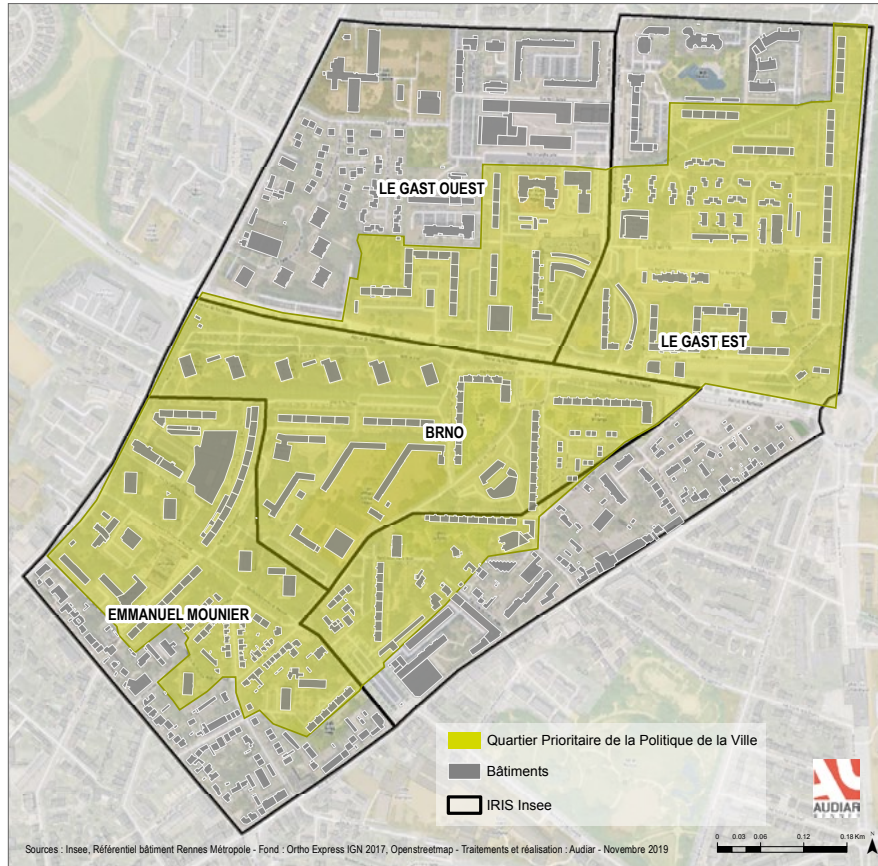 LE GAST OUEST
LE GAST EST
BRNO
EMMANUEL MOUNIER
Quartier Prioritaire de la Politique de la Ville
Bâtiments
IRIS Insee
AUDIAR
RENNES
N
0 0.03 0.06 0.12 0.18 Km
Sources : Insee, Référentiel bâtiment Rennes Métropole - Fond : Ortho Express IGN 2017, Openstreetmap - Traitements et réalisation : Audiar - Novembre 2019